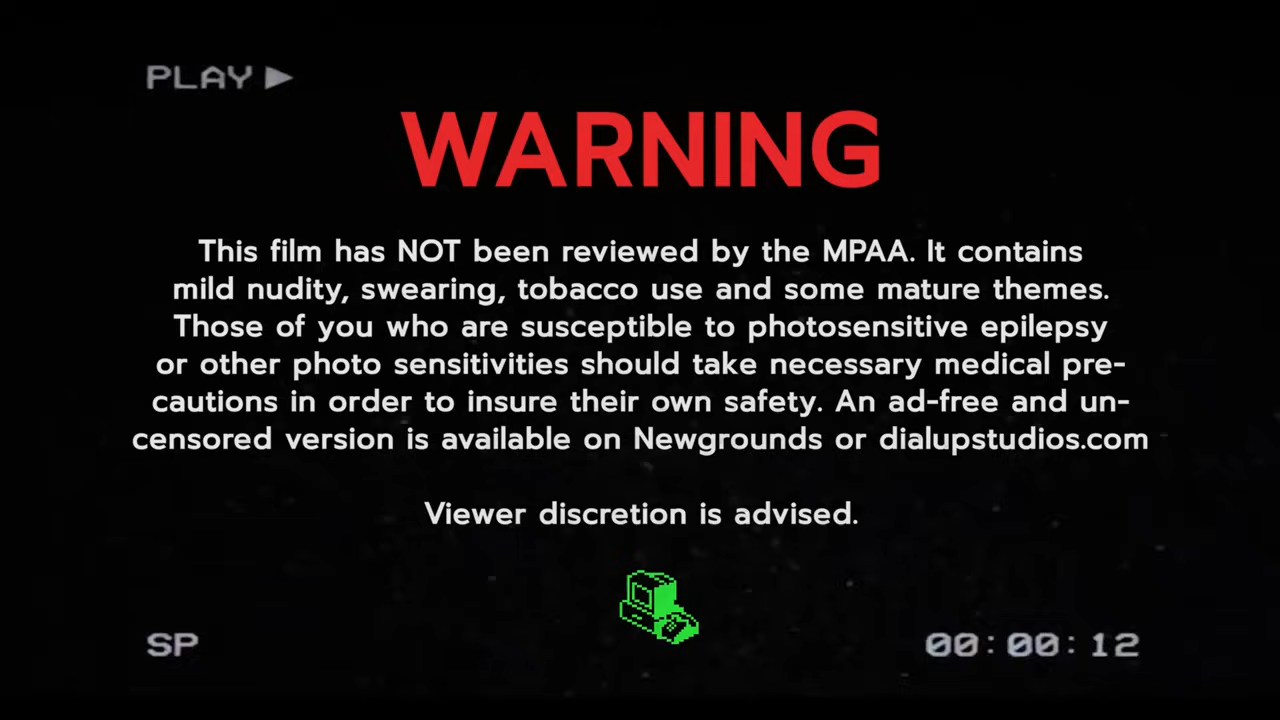 PLAY ▶
WARNING
This film has NOT been reviewed by the MPAA. It contains
mild nudity, swearing, tobacco use and some mature themes.
Those of you who are susceptible to photosensitive epilepsy
or other photo sensitivities should take necessary medical pre-
cautions in order to insure their own safety. An ad-free and un-
censored version is available on Newgrounds or dialupstudios.com
Viewer discretion is advised.
SP
00:00:12